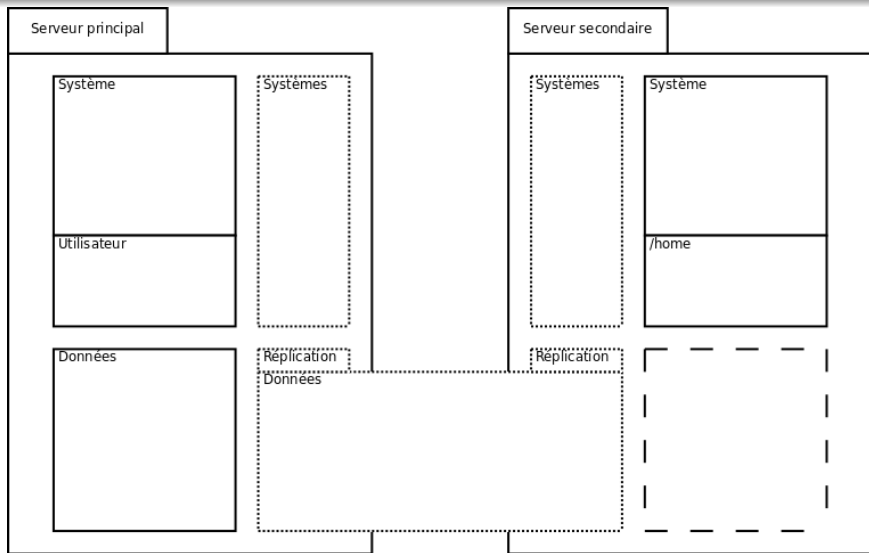 Serveur principal
Serveur secondaire
Système
Systèmes
Systèmes
Système
Utilisateur
/home
Données
Réplication
Réplication
Données